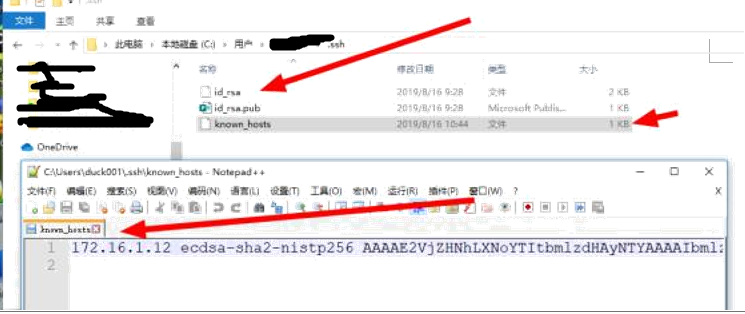 文件 主页 共享 查看
此电脑 › 本地磁盘 (C:) › 用户 › .ssh
名称 修改日期 类型 大小
id_rsa 2019/8/16 9:28 文件 2 KB
id_rsa.pub 2019/8/16 9:28 Microsoft Publis... 1 KB
known_hosts 2019/8/16 10:44 文件 1 KB
OneDrive
C:\Users\duck001\.ssh\known_hosts - Notepad++
文件(F) 编辑(E) 搜索(S) 视图(V) 编码(N) 语言(L) 设置(T) 工具(O) 宏(M) 运行(R) 插件(P) 窗口(W) ?
known_hosts
1 172.16.1.12 ecdsa-sha2-nistp256 AAAAE2VjZHNhLXNoYTItbmlzdHAyNTYAAAAIbmlz
2